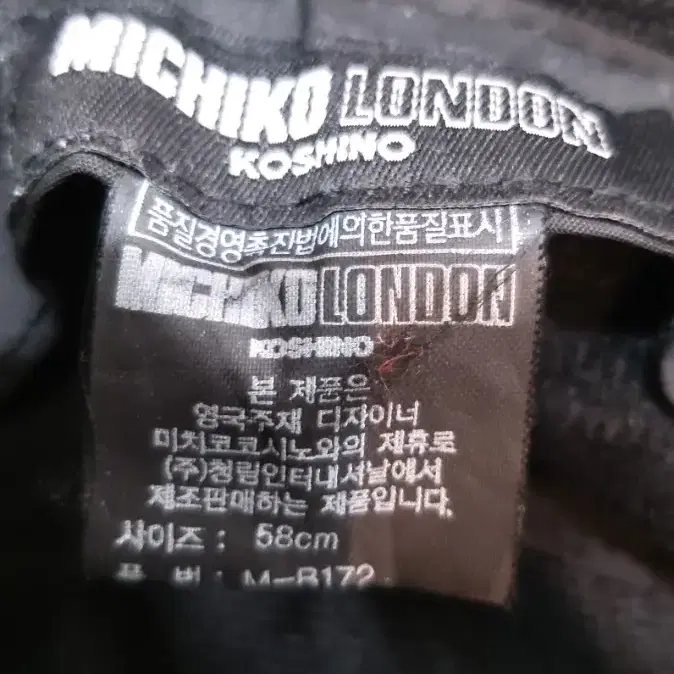 MICHIKO LONDON
KOSHINO
품질경영촉진법에의한품질표시
MICHIKO LONDON
KOSHINO
본 제품은
영국주재 디자이너
미치코코시노와의 제휴로
(주)청림인터내셔날에서
제조판매하는 제품입니다.
사이즈 : 58cm
품 번 : M-B172